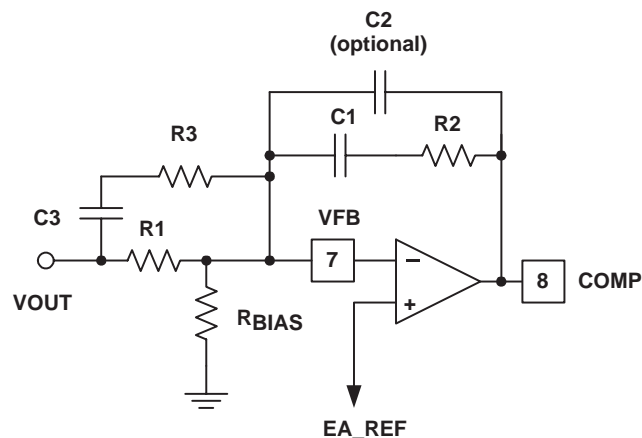 C2
(optional)
C1
R2
R3
C3
R1
VFB
7
8
COMP
VOUT
RBIAS
EA_REF